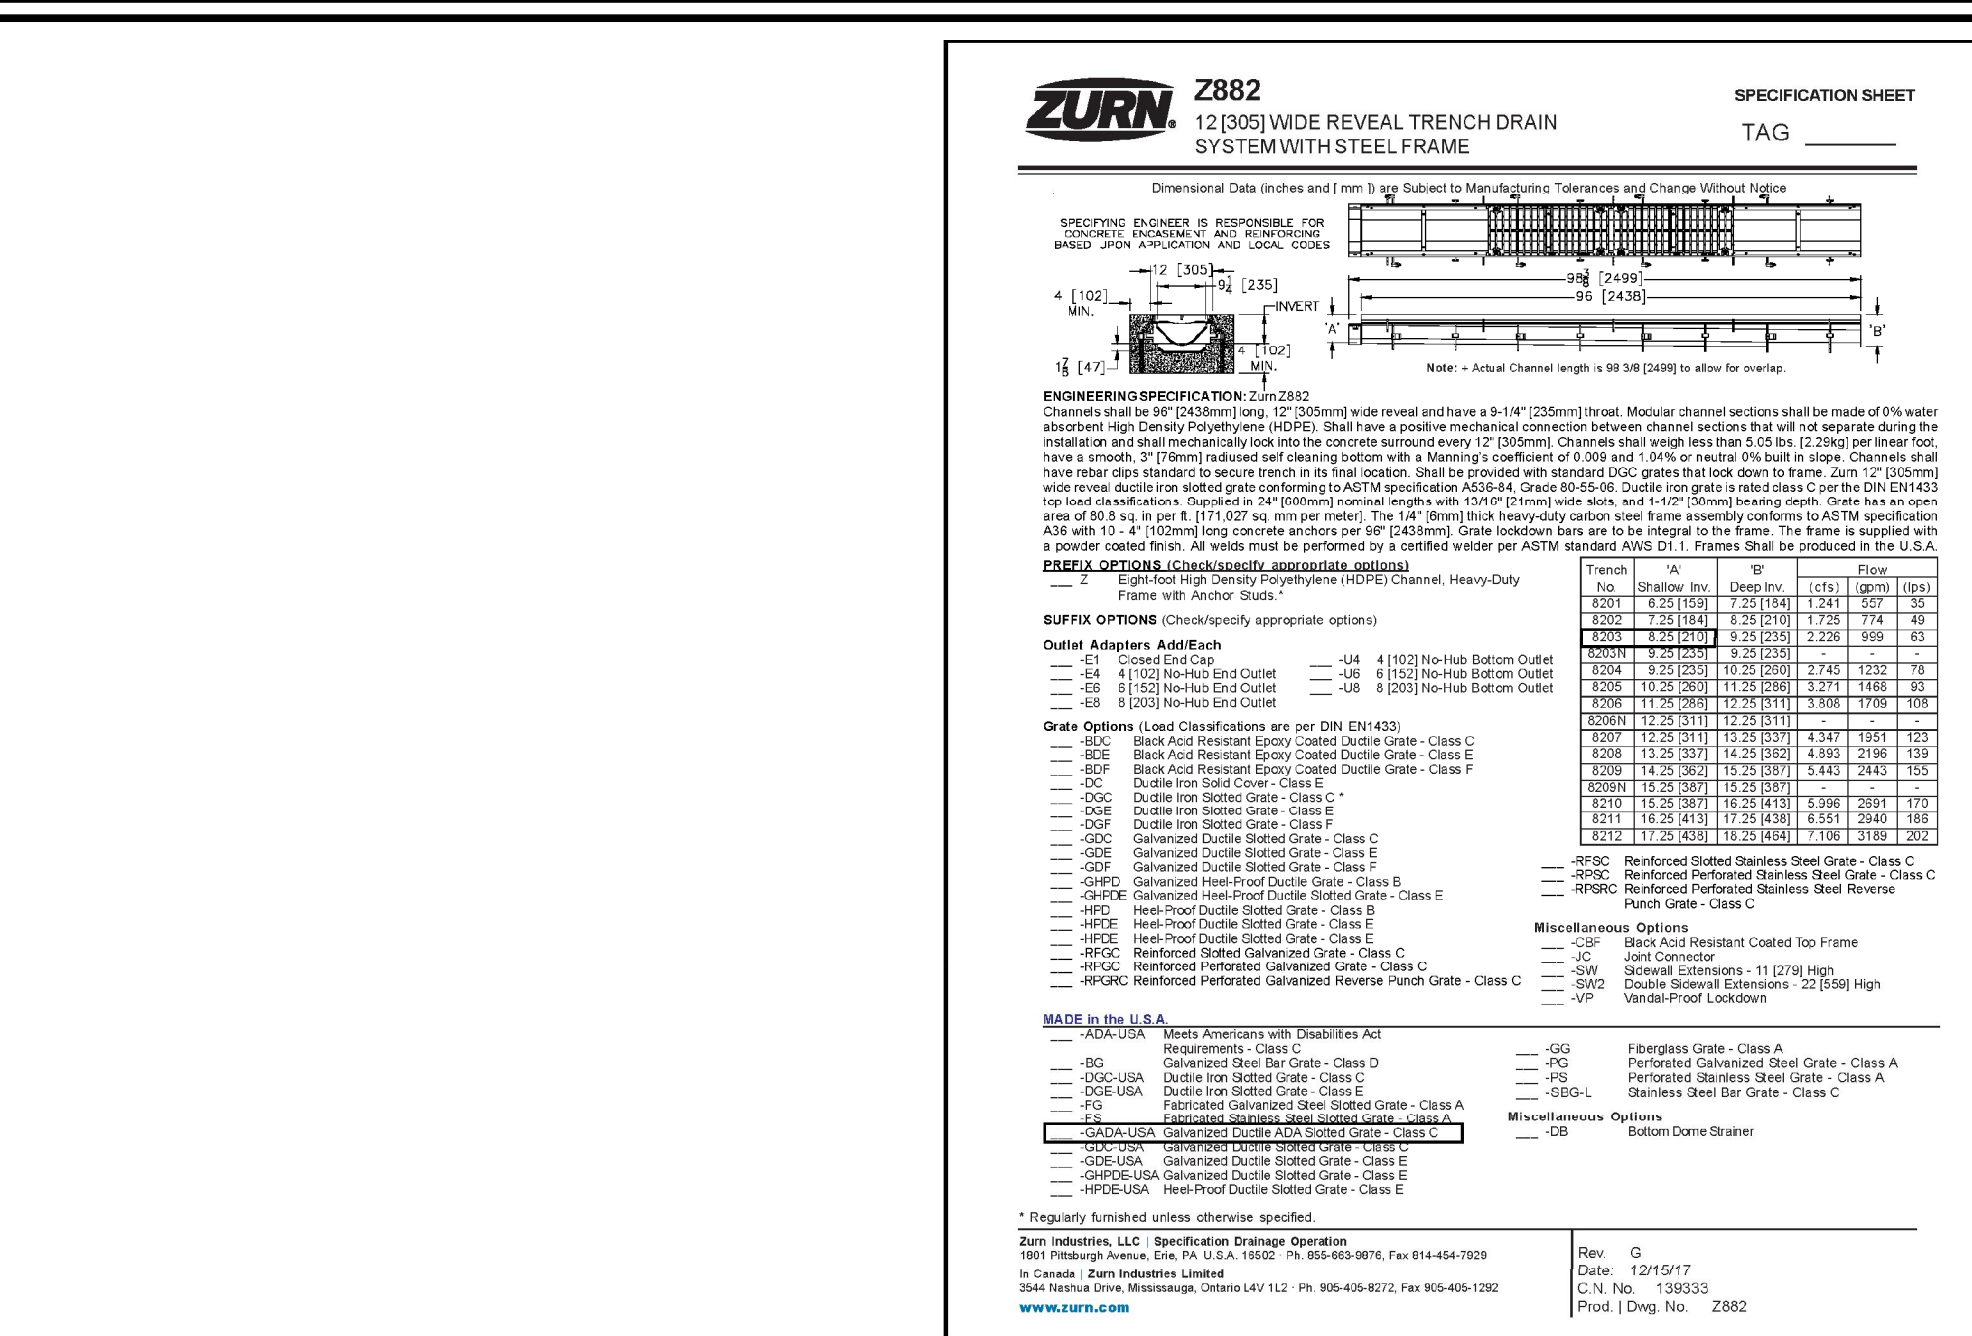 ZURN®
Z882
12 [305] WIDE REVEAL TRENCH DRAIN
SYSTEM WITH STEEL FRAME
SPECIFICATION SHEET
TAG
Dimensional Data (inches and [ mm ]) are Subject to Manufacturing Tolerances and Change Without Notice
SPECIFYING ENGINEER IS RESPONSIBLE FOR
CONCRETE ENCASEMENT AND REINFORCING
BASED UPON APPLICATION AND LOCAL CODES
12 [305]
9 1/4 [235]
4 [102]
MIN.
INVERT
4 [102]
MIN.
1 7/8 [47]
98 3/8 [2499]
96 [2438]
'A'
'B'
Note: + Actual Channel length is 98 3/8 [2499] to allow for overlap.
ENGINEERING SPECIFICATION: Zurn Z882
Channels shall be 96" [2438mm] long, 12" [305mm] wide reveal and have a 9-1/4" [235mm] throat. Modular channel sections shall be made of 0% water
absorbent High Density Polyethylene (HDPE). Shall have a positive mechanical connection between channel sections that will not separate during the
installation and shall mechanically lock into the concrete surround every 12" [305mm]. Channels shall weigh less than 5.05 lbs. [2.29kg] per linear foot,
have a smooth, 3" [76mm] radiused self cleaning bottom with a Manning's coefficient of 0.009 and 1.04% or neutral 0% built in slope. Channels shall
have rebar clips standard to secure trench in its final location. Shall be provided with standard DGC grates that lock down to frame. Zurn 12" [305mm]
wide reveal ductile iron slotted grate conforming to ASTM specification A536-84, Grade 80-55-06. Ductile iron grate is rated class C per the DIN EN1433
top load classifications. Supplied in 24" [600mm] nominal lengths with 13/16" [21mm] wide slots, and 1-1/2" [38mm] bearing depth. Grate has an open
area of 80.8 sq. in per ft. [171,027 sq. mm per meter]. The 1/4" [6mm] thick heavy-duty carbon steel frame assembly conforms to ASTM specification
A36 with 10 - 4" [102mm] long concrete anchors per 96" [2438mm]. Grate lockdown bars are to be integral to the frame. The frame is supplied with
a powder coated finish. All welds must be performed by a certified welder per ASTM standard AWS D1.1. Frames Shall be produced in the U.S.A.
PREFIX OPTIONS (Check/specify appropriate options)
___ Z Eight-foot High Density Polyethylene (HDPE) Channel, Heavy-Duty
Frame with Anchor Studs.*
SUFFIX OPTIONS (Check/specify appropriate options)
Outlet Adapters Add/Each
___ -E1 Closed End Cap ___ -U4 4 [102] No-Hub Bottom Outlet
___ -E4 4 [102] No-Hub End Outlet ___ -U6 6 [152] No-Hub Bottom Outlet
___ -E6 6 [152] No-Hub End Outlet ___ -U8 8 [203] No-Hub Bottom Outlet
___ -E8 8 [203] No-Hub End Outlet
Grate Options (Load Classifications are per DIN EN1433)
___ -BDC Black Acid Resistant Epoxy Coated Ductile Grate - Class C
___ -BDE Black Acid Resistant Epoxy Coated Ductile Grate - Class E
___ -BDF Black Acid Resistant Epoxy Coated Ductile Grate - Class F
___ -DC Ductile Iron Solid Cover - Class E
___ -DGC Ductile Iron Slotted Grate - Class C *
___ -DGE Ductile Iron Slotted Grate - Class E
___ -DGF Ductile Iron Slotted Grate - Class F
___ -GDC Galvanized Ductile Slotted Grate - Class C
___ -GDE Galvanized Ductile Slotted Grate - Class E
___ -GDF Galvanized Ductile Slotted Grate - Class F
___ -GHPD Galvanized Heel-Proof Ductile Grate - Class B
___ -GHPDE Galvanized Heel-Proof Ductile Slotted Grate - Class E
___ -HPD Heel-Proof Ductile Slotted Grate - Class B
___ -HPDE Heel-Proof Ductile Slotted Grate - Class E
___ -HPDE Heel-Proof Ductile Slotted Grate - Class E
___ -RFGC Reinforced Slotted Galvanized Grate - Class C
___ -RPGC Reinforced Perforated Galvanized Grate - Class C
___ -RPGRC Reinforced Perforated Galvanized Reverse Punch Grate - Class C
Trench 'A' 'B' Flow
No. Shallow Inv. Deep Inv. (cfs) (gpm) (lps)
8201 6.25 [159] 7.25 [184] 1.241 557 35
8202 7.25 [184] 8.25 [210] 1.725 774 49
8203 8.25 [210] 9.25 [235] 2.226 999 63
8203N 9.25 [235] 9.25 [235] - - -
8204 9.25 [235] 10.25 [260] 2.745 1232 78
8205 10.25 [260] 11.25 [286] 3.271 1468 93
8206 11.25 [286] 12.25 [311] 3.808 1709 108
8206N 12.25 [311] 12.25 [311] - - -
8207 12.25 [311] 13.25 [337] 4.347 1951 123
8208 13.25 [337] 14.25 [362] 4.893 2196 139
8209 14.25 [362] 15.25 [387] 5.443 2443 155
8209N 15.25 [387] 15.25 [387] - - -
8210 15.25 [387] 16.25 [413] 5.996 2691 170
8211 16.25 [413] 17.25 [438] 6.551 2940 186
8212 17.25 [438] 18.25 [464] 7.106 3189 202
___ -RFSC Reinforced Slotted Stainless Steel Grate - Class C
___ -RPSC Reinforced Perforated Stainless Steel Grate - Class C
___ -RPSRC Reinforced Perforated Stainless Steel Reverse
Punch Grate - Class C
Miscellaneous Options
___ -CBF Black Acid Resistant Coated Top Frame
___ -JC Joint Connector
___ -SW Sidewall Extensions - 11 [279] High
___ -SW2 Double Sidewall Extensions - 22 [559] High
___ -VP Vandal-Proof Lockdown
MADE in the U.S.A.
___ -ADA-USA Meets Americans with Disabilities Act
Requirements - Class C
___ -BG Galvanized Steel Bar Grate - Class D
___ -DGC-USA Ductile Iron Slotted Grate - Class C
___ -DGE-USA Ductile Iron Slotted Grate - Class E
___ -FG Fabricated Galvanized Steel Slotted Grate - Class A
___ -FS Fabricated Stainless Steel Slotted Grate - Class A
___ -GADA-USA Galvanized Ductile ADA Slotted Grate - Class C
___ -GDC-USA Galvanized Ductile Slotted Grate - Class C
___ -GDE-USA Galvanized Ductile Slotted Grate - Class E
___ -GHPDE-USA Galvanized Ductile Slotted Grate - Class E
___ -HPDE-USA Heel-Proof Ductile Slotted Grate - Class E
___ -GG Fiberglass Grate - Class A
___ -PG Perforated Galvanized Steel Grate - Class A
___ -PS Perforated Stainless Steel Grate - Class A
___ -SBG-L Stainless Steel Bar Grate - Class C
Miscellaneous Options
___ -DB Bottom Dome Strainer
* Regularly furnished unless otherwise specified.
Zurn Industries, LLC | Specification Drainage Operation
1801 Pittsburgh Avenue, Erie, PA U.S.A. 16502 · Ph. 855-663-9876, Fax 814-454-7929
In Canada | Zurn Industries Limited
3544 Nashua Drive, Mississauga, Ontario L4V 1L2 · Ph. 905-405-8272, Fax 905-405-1292
www.zurn.com
Rev. G
Date: 12/15/17
C.N. No. 139333
Prod. | Dwg. No. Z882